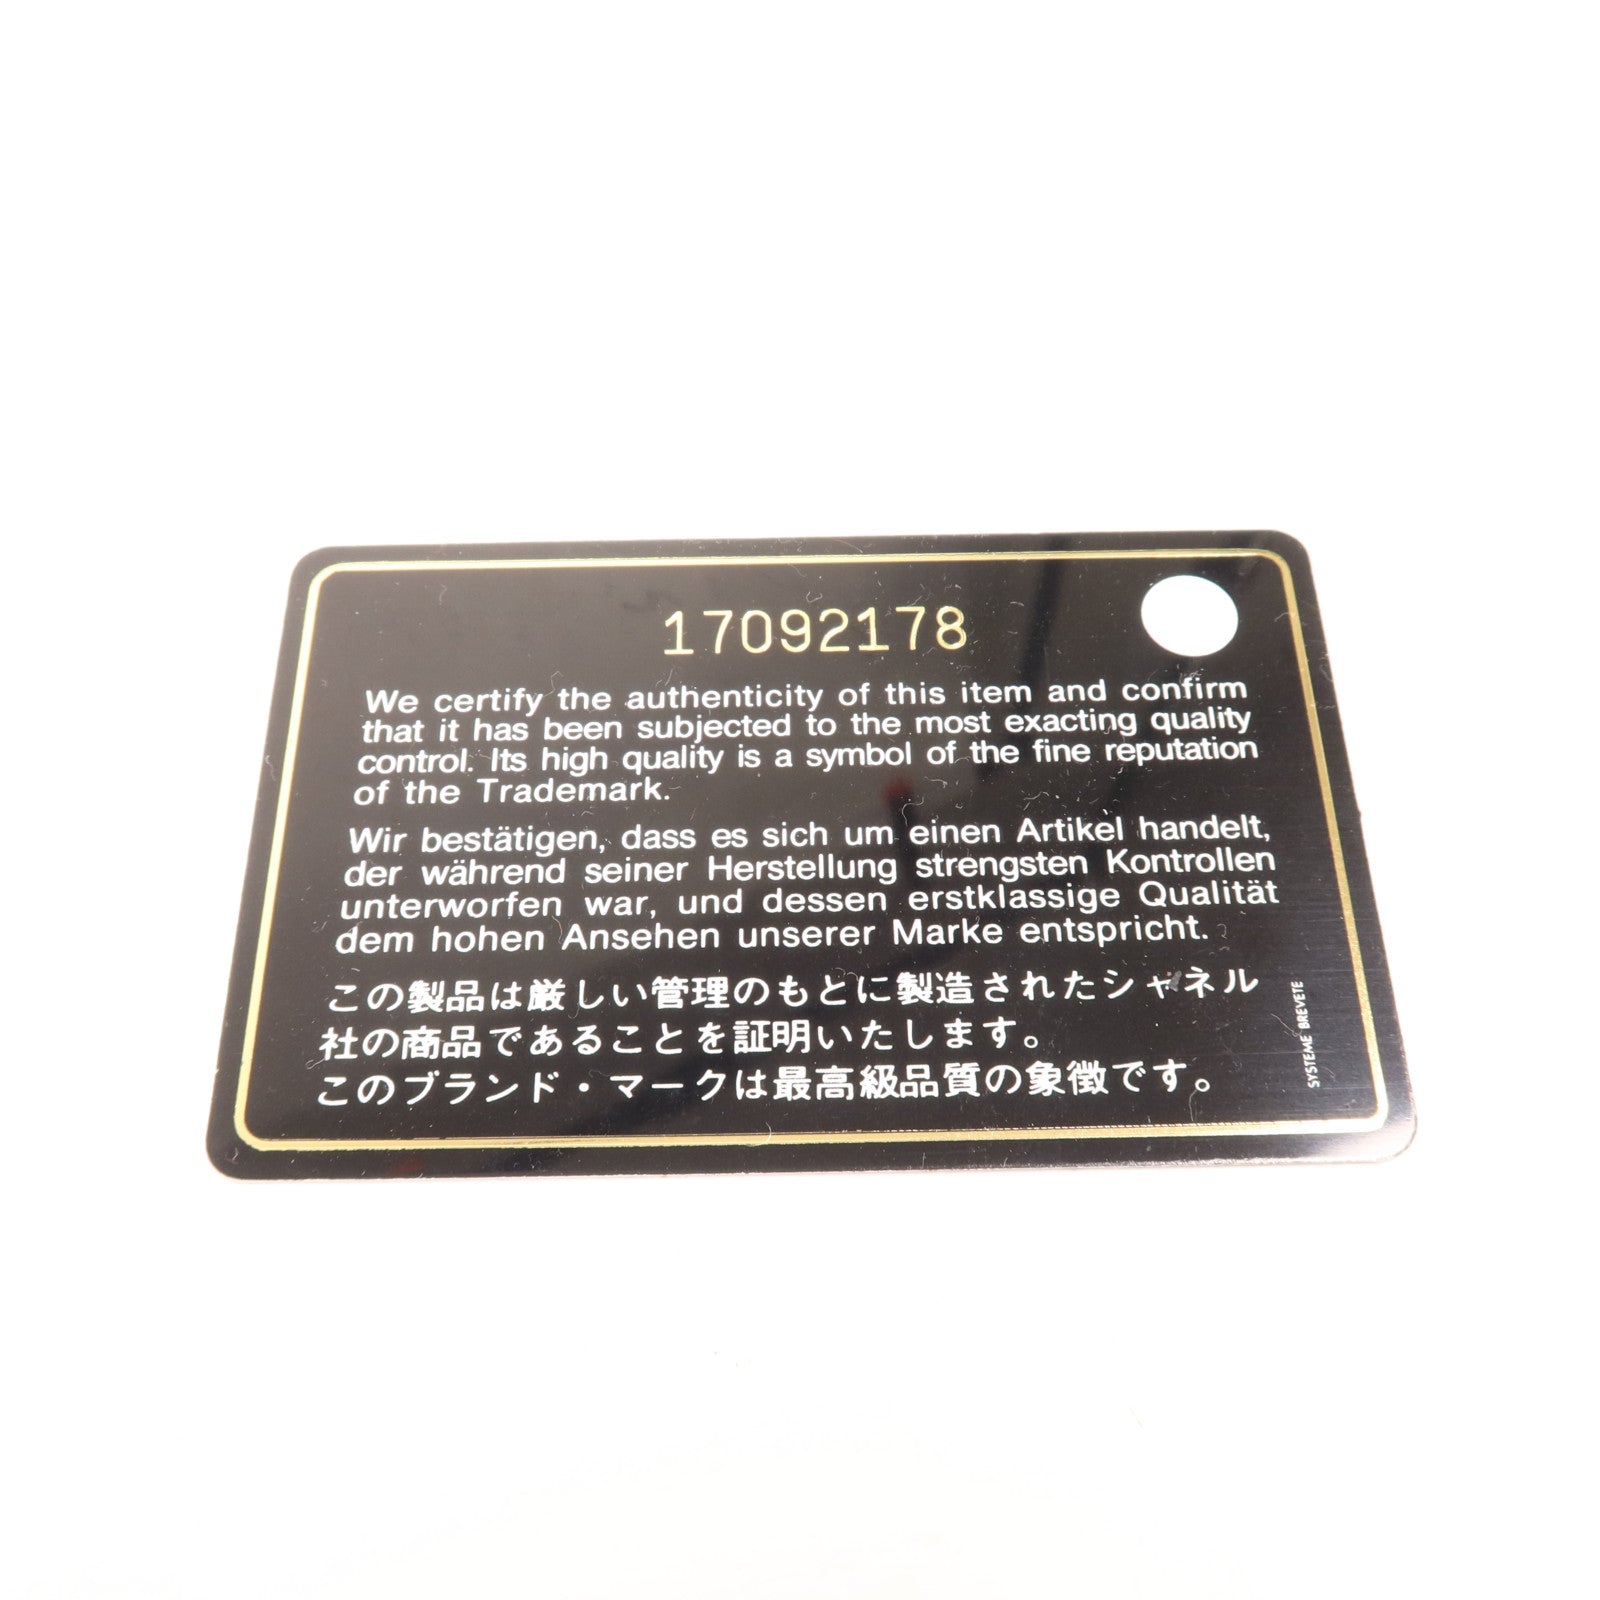 17092178
We certify the authenticity of this item and confirm
that it has been subjected to the most exacting quality
control. Its high quality is a symbol of the fine reputation
of the Trademark.
Wir bestätigen, dass es sich um einen Artikel handelt,
der während seiner Herstellung strengsten Kontrollen
unterworfen war, und dessen erstklassige Qualität
dem hohen Ansehen unserer Marke entspricht.
この製品は厳しい管理のもとに製造されたシャネル
社の商品であることを証明いたします。
このブランド・マークは最高級品質の象徴です。
SYSTEME BREVETE